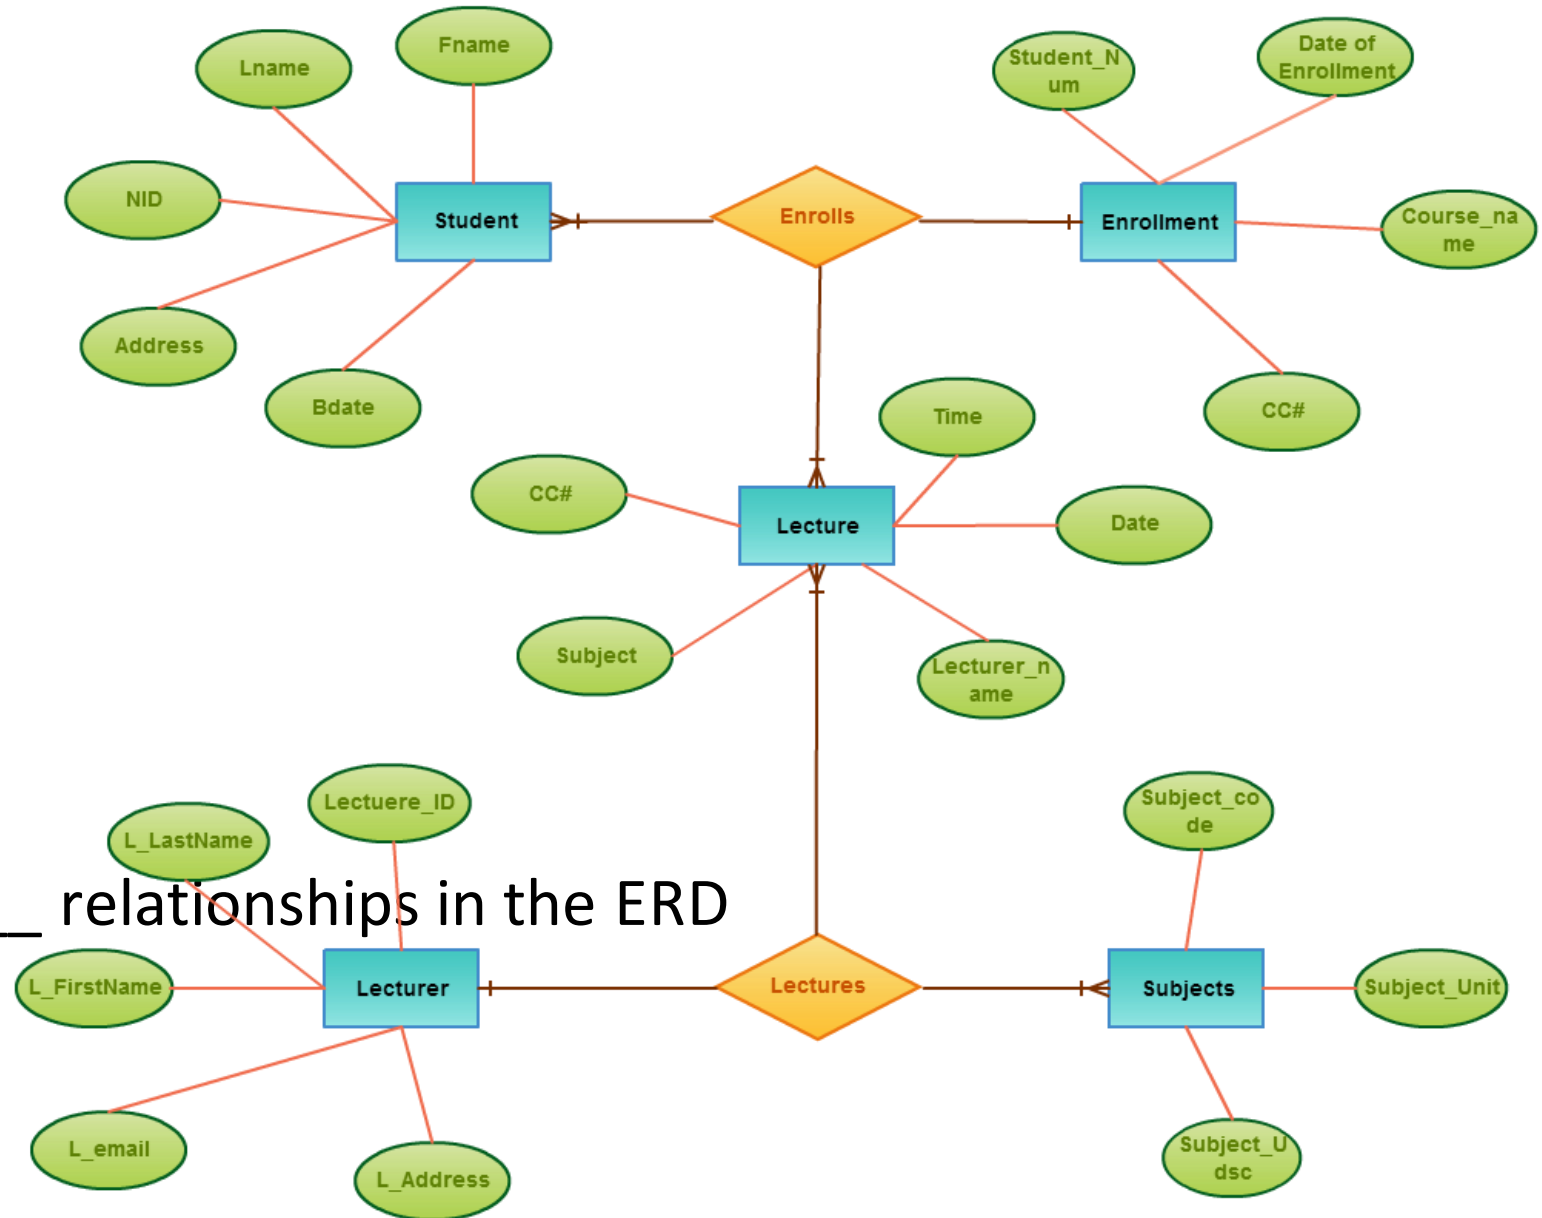 Fname
Lname
Student_N
um
Date of
Enrollment
NID
Student
Enrolls
Enrollment
Course_na
me
Address
Bdate
CC#
Time
CC#
Lecture
Date
Subject
Lecturer_n
ame
Lectuere_ID
L_LastName
Subject_co
de
__ relationships in the ERD
L_FirstName
Lecturer
Lectures
Subjects
Subject_Unit
L_email
L_Address
Subject_U
dsc